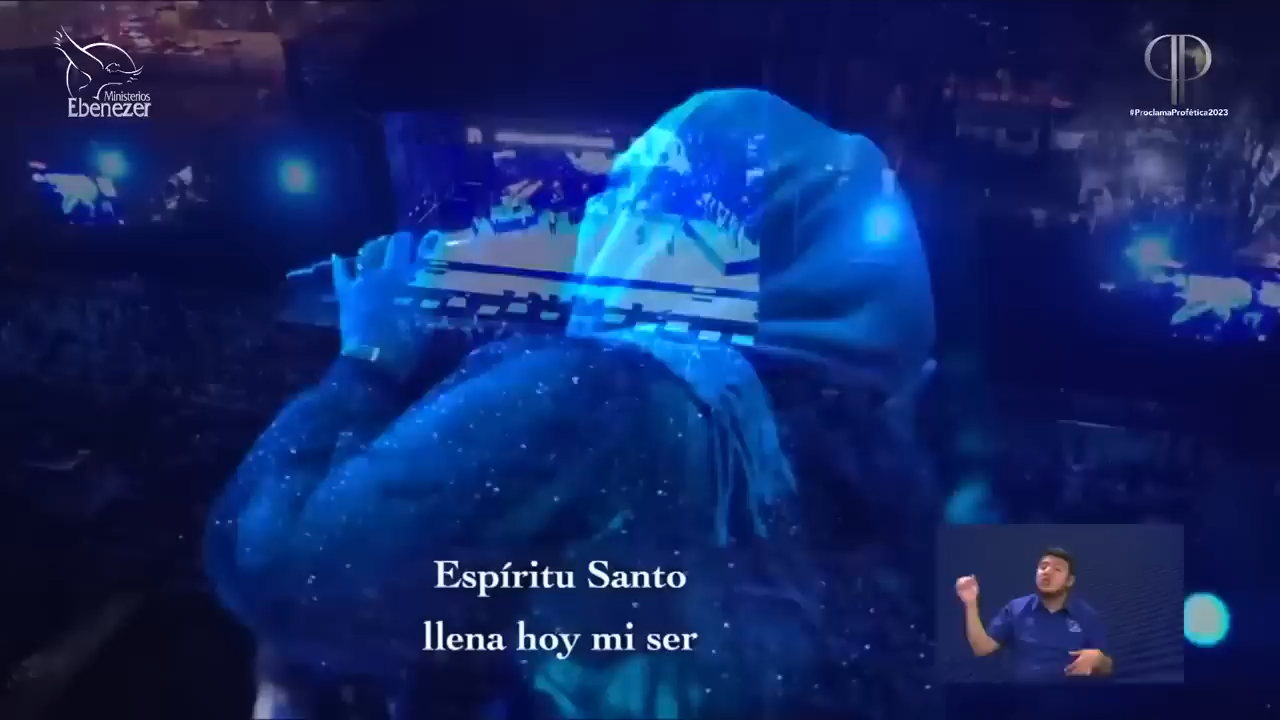 Ministerios
Ebenezer
#ProclamaProfética2023
Espíritu Santo
llena hoy mi ser